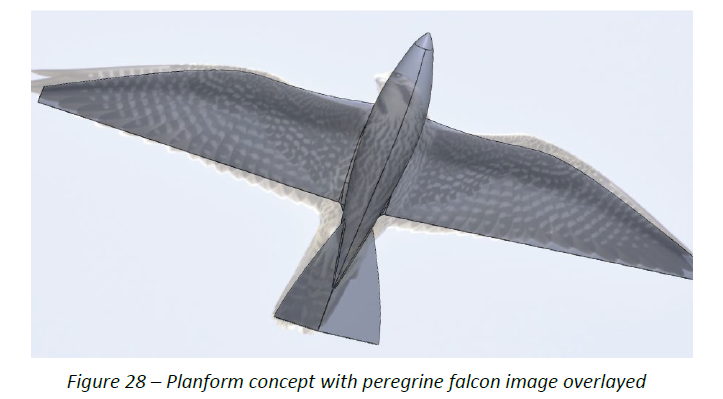 Figure 28 – Planform concept with peregrine falcon image overlayed